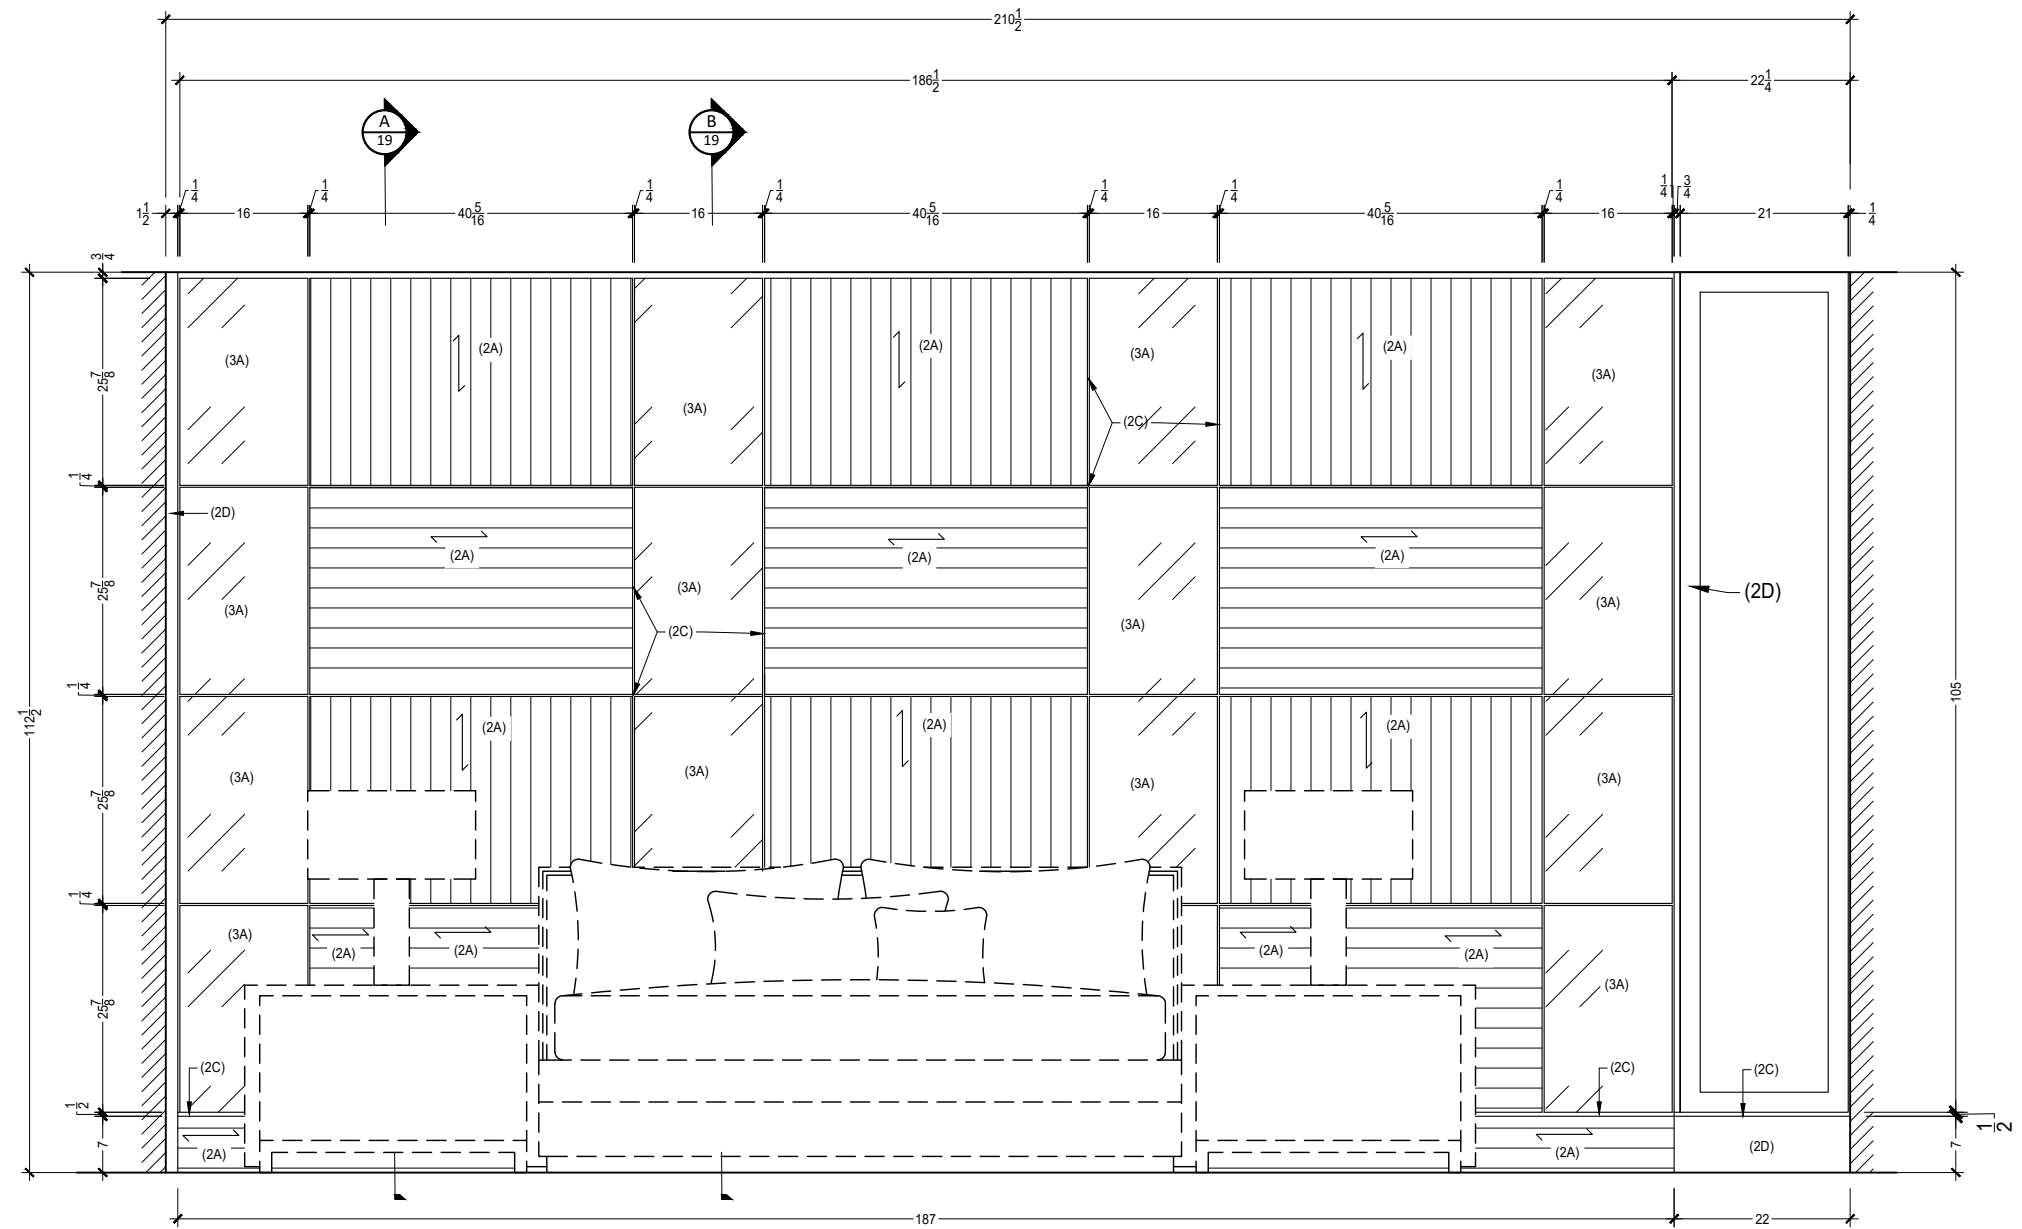 210 1/2
186 1/2
22 1/4
A
19
B
19
1/4
1/4
1/4
1/4
1/4
1/4
1/4
1/4
3/4
1 1/2
16
40 5/16
16
40 5/16
16
40 5/16
16
21
1/4
3/4
(2A)
(2A)
(2A)
(3A)
(3A)
(3A)
25 7/8
(3A)
(2C)
1/4
(2D)
(2A)
(2A)
(2A)
25 7/8
(3A)
(2D)
(3A)
(3A)
(3A)
(2C)
1/4
105
112 1/2
(2A)
(2A)
(2A)
(3A)
(3A)
(3A)
(3A)
25 7/8
1/4
(3A)
(2A)
(2A)
(2A)
(2A)
(3A)
25 7/8
(2C)
(2C)
(2C)
1/2
1/2
7
(2A)
(2A)
(2D)
7
187
22